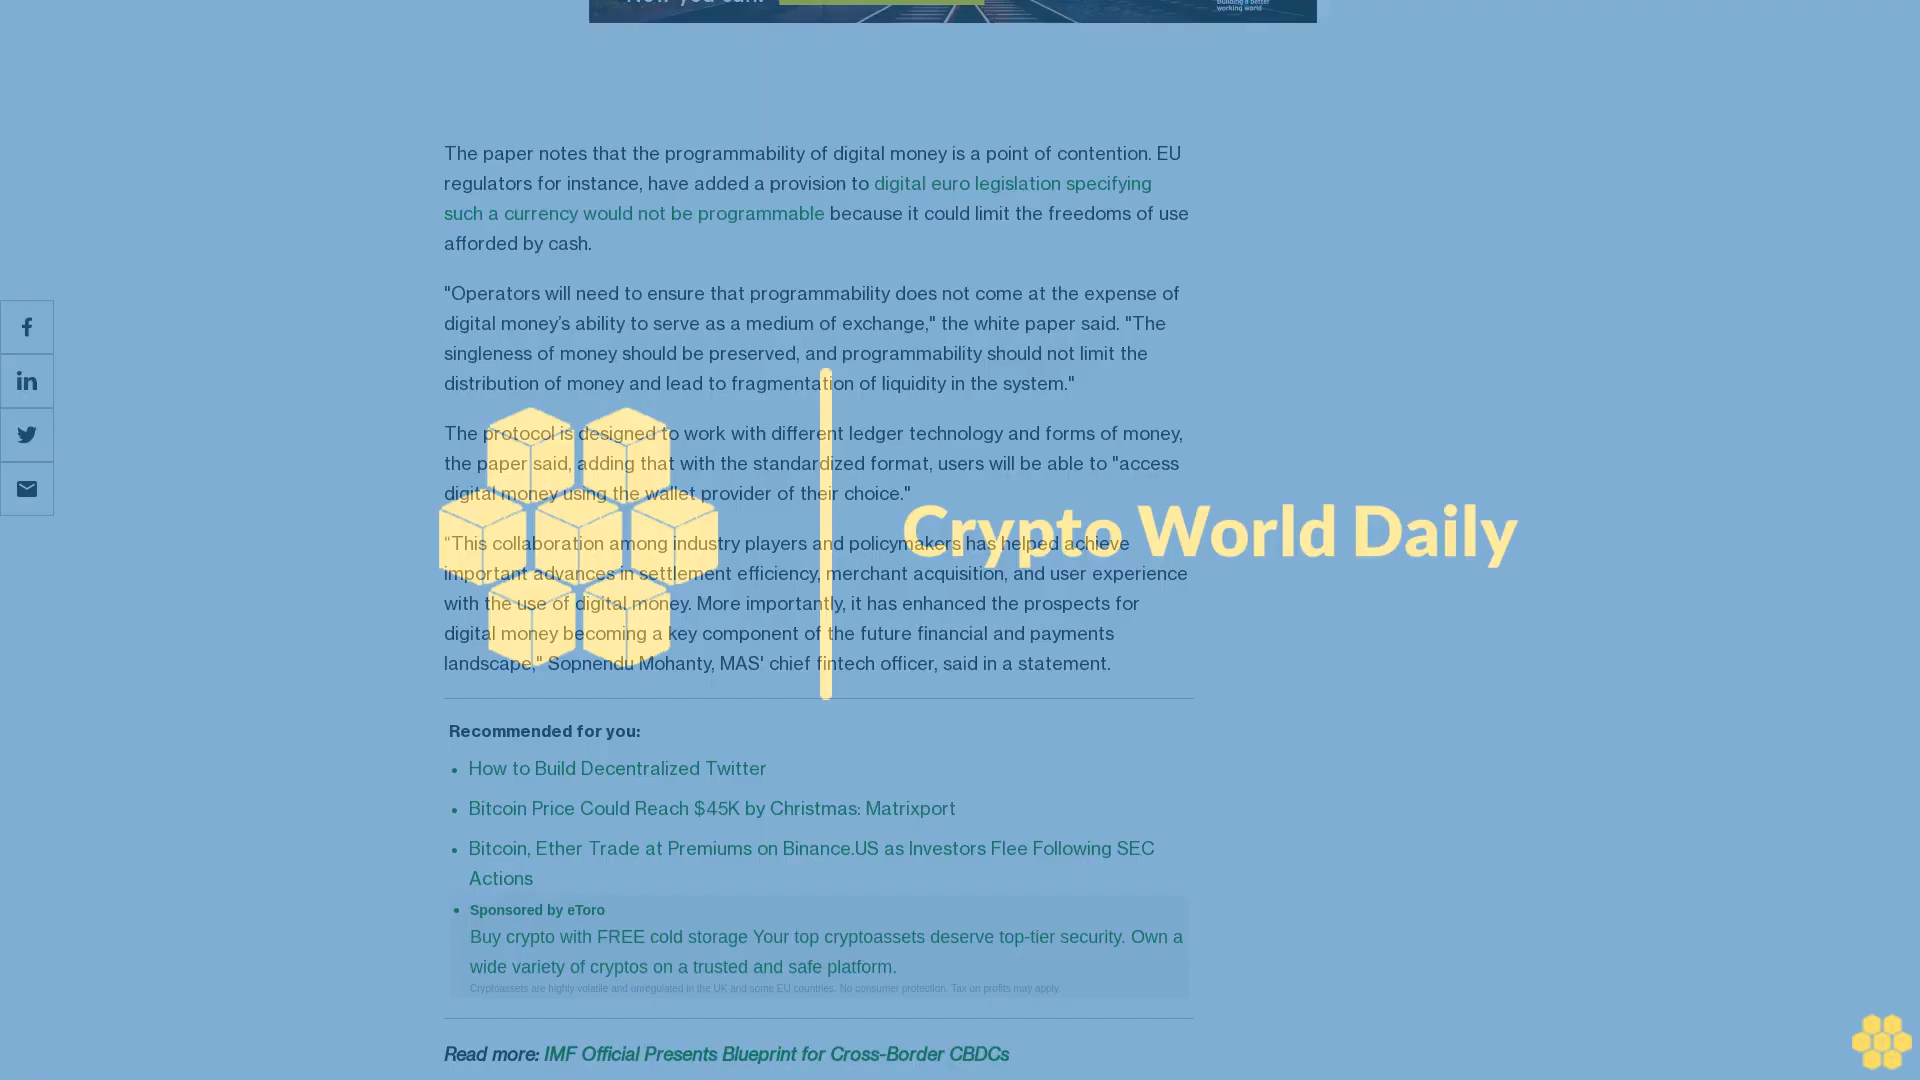 Now you can.
Building a better
working world
The paper notes that the programmability of digital money is a point of contention. EU
regulators for instance, have added a provision to digital euro legislation specifying
such a currency would not be programmable because it could limit the freedoms of use
afforded by cash.
"Operators will need to ensure that programmability does not come at the expense of
digital money’s ability to serve as a medium of exchange," the white paper said. "The
singleness of money should be preserved, and programmability should not limit the
distribution of money and lead to fragmentation of liquidity in the system."
The protocol is designed to work with different ledger technology and forms of money,
the paper said, adding that with the standardized format, users will be able to "access
digital money using the wallet provider of their choice."
“This collaboration among industry players and policymakers has helped achieve
important advances in settlement efficiency, merchant acquisition, and user experience
with the use of digital money. More importantly, it has enhanced the prospects for
digital money becoming a key component of the future financial and payments
landscape," Sopnendu Mohanty, MAS' chief fintech officer, said in a statement.
Crypto World Daily
Recommended for you:
• How to Build Decentralized Twitter
• Bitcoin Price Could Reach $45K by Christmas: Matrixport
• Bitcoin, Ether Trade at Premiums on Binance.US as Investors Flee Following SEC
Actions
• Sponsored by eToro
Buy crypto with FREE cold storage Your top cryptoassets deserve top-tier security. Own a
wide variety of cryptos on a trusted and safe platform.
Cryptoassets are highly volatile and unregulated in the UK and some EU countries. No consumer protection. Tax on profits may apply.
Read more: IMF Official Presents Blueprint for Cross-Border CBDCs